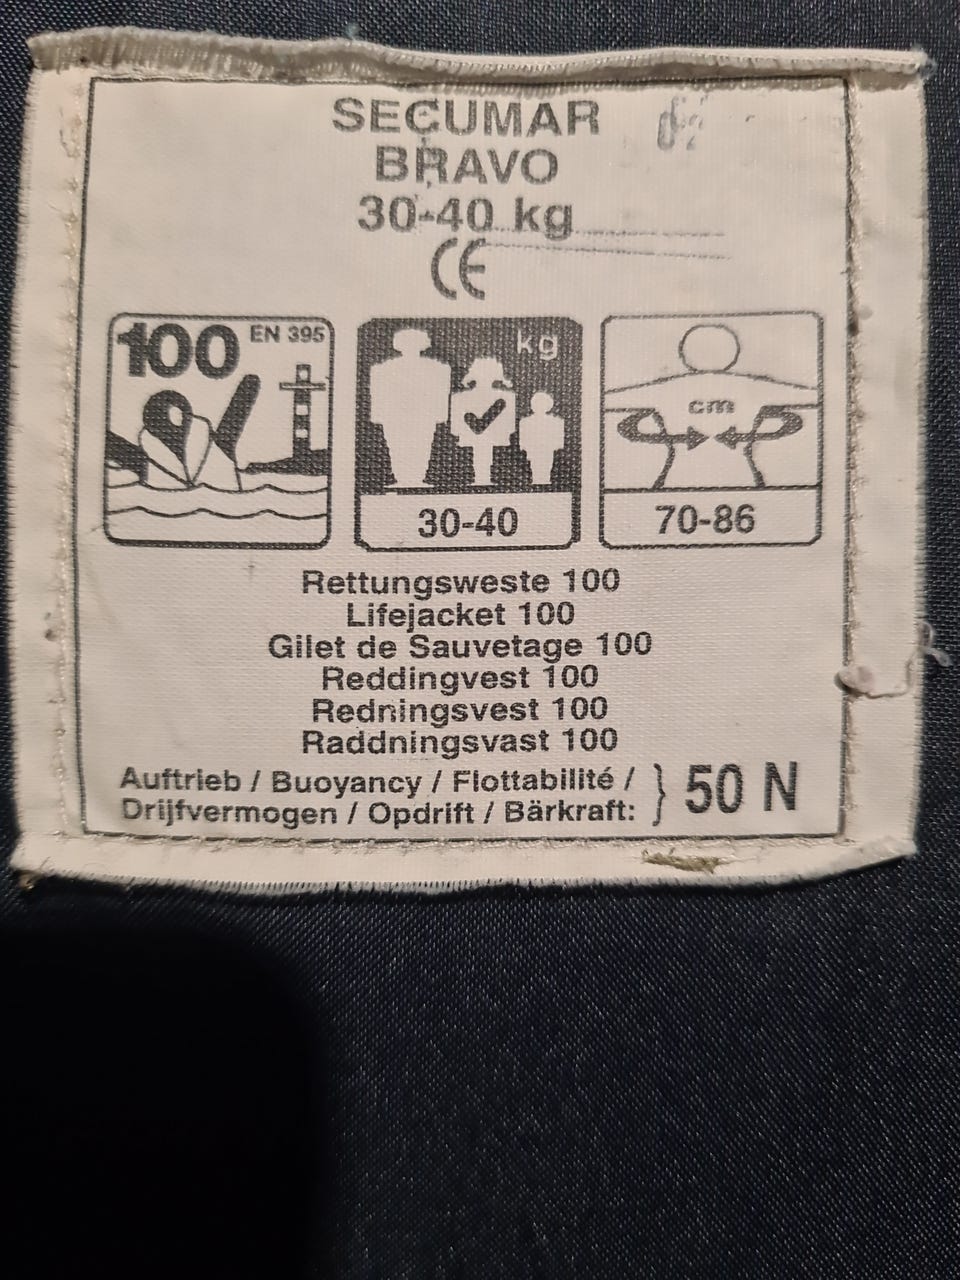 SECUMAR
BRAVO
30-40 kg
CE
100 EN 395
kg
30-40
cm
70-86
Rettungsweste 100
Lifejacket 100
Gilet de Sauvetage 100
Reddingvest 100
Redningsvest 100
Raddningsvast 100
Auftrieb / Buoyancy / Flottabilité /
Drijfvermogen / Opdrift / Bärkraft: } 50 N